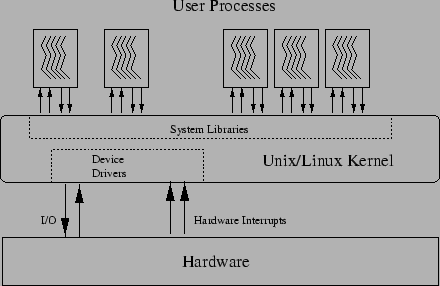 User Processes
System Libraries
Device
Drivers
Unix/Linux Kernel
I/O
Hardware Interrupts
Hardware